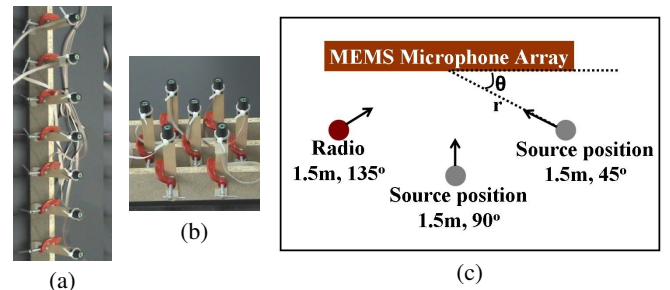 MEMS Microphone Array
θ
r
Radio
1.5m, 135°
Source position
1.5m, 45°
Source position
1.5m, 90°
(a)
(b)
(c)